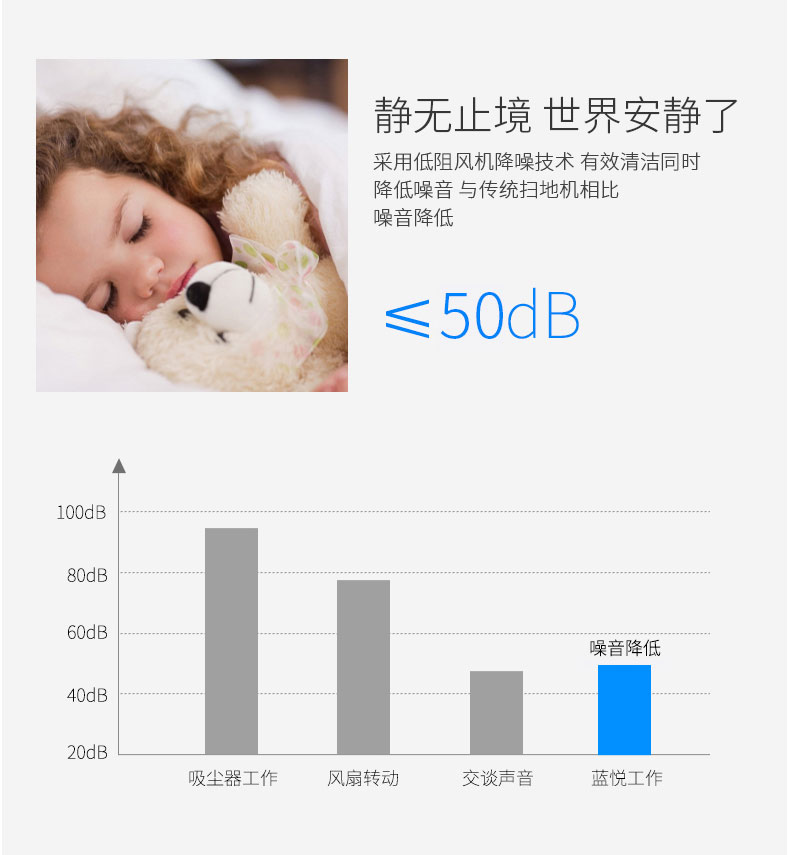 静无止境 世界安静了
采用低阻风机降噪技术 有效清洁同时
降低噪音 与传统扫地机相比
噪音降低
≤50dB
100dB
80dB
60dB
40dB
20dB
噪音降低
吸尘器工作
风扇转动
交谈声音
蓝悦工作